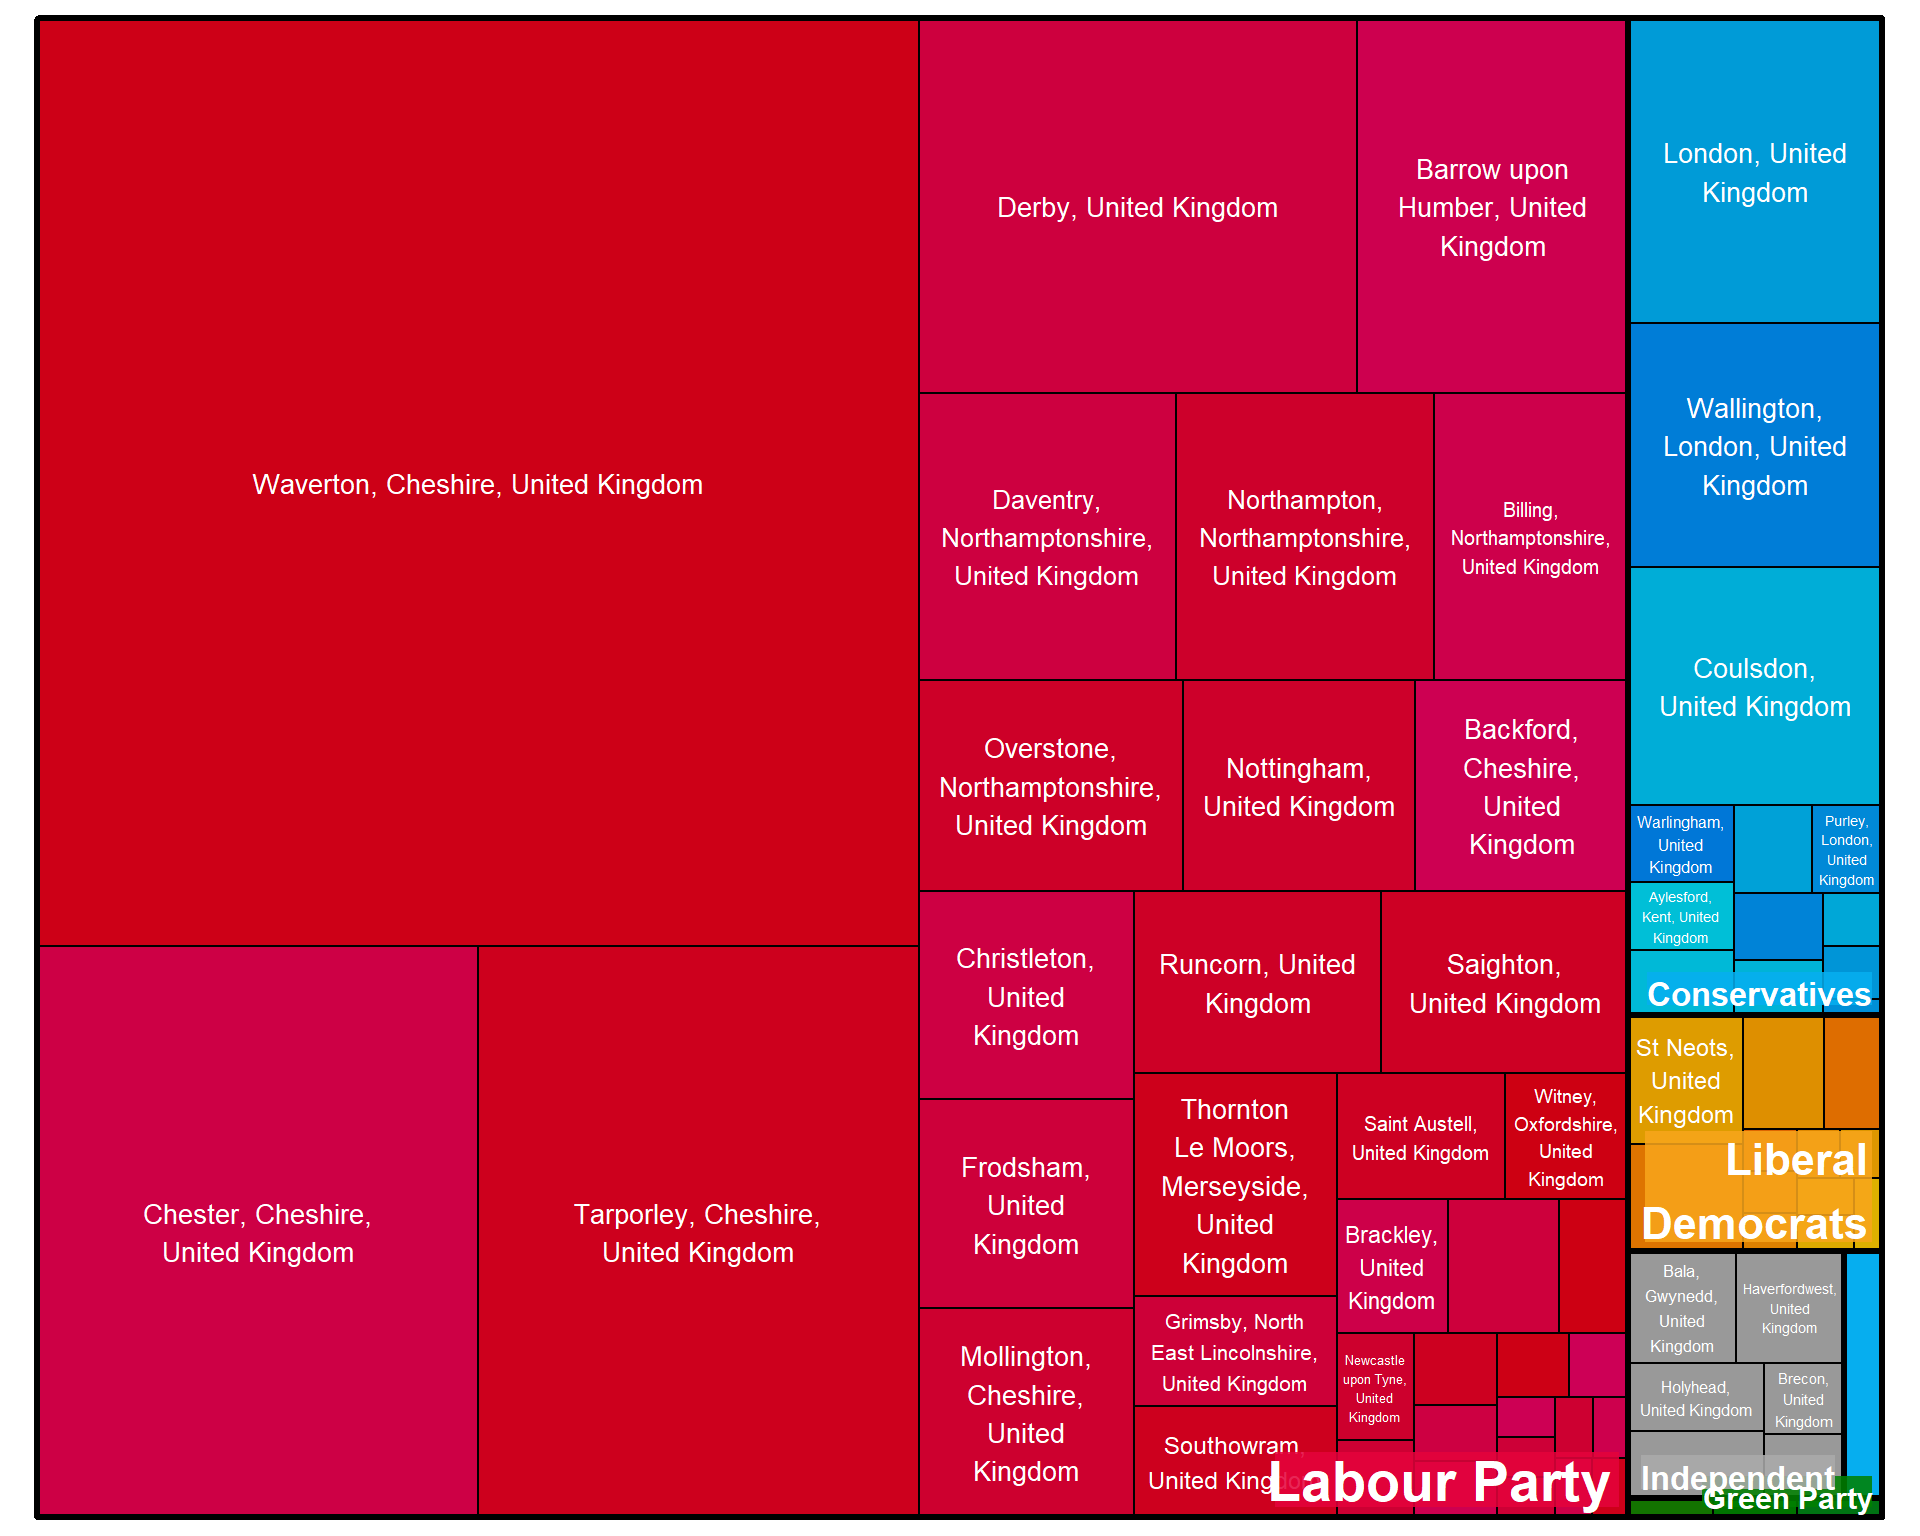 Waverton, Cheshire, United Kingdom
Chester, Cheshire,
United Kingdom
Tarporley, Cheshire,
United Kingdom
Derby, United Kingdom
Barrow upon
Humber, United
Kingdom
Daventry,
Northamptonshire,
United Kingdom
Northampton,
Northamptonshire,
United Kingdom
Billing,
Northamptonshire,
United Kingdom
Overstone,
Northamptonshire,
United Kingdom
Nottingham,
United Kingdom
Backford,
Cheshire,
United
Kingdom
Christleton,
United
Kingdom
Frodsham,
United
Kingdom
Mollington,
Cheshire,
United
Kingdom
Runcorn, United
Kingdom
Saighton,
United Kingdom
Thornton
Le Moors,
Merseyside,
United
Kingdom
Grimsby, North
East Lincolnshire,
United Kingdom
Southowram,
United Kingdom
Saint Austell,
United Kingdom
Witney,
Oxfordshire,
United
Kingdom
Brackley,
United
Kingdom
Newcastle
upon Tyne,
United
Kingdom
Labour Party
London, United
Kingdom
Wallington,
London, United
Kingdom
Coulsdon,
United Kingdom
Warlingham,
United
Kingdom
Purley,
London,
United
Kingdom
Aylesford,
Kent, United
Kingdom
Conservatives
St Neots,
United
Kingdom
Liberal
Democrats
Bala,
Gwynedd,
United
Kingdom
Haverfordwest,
United
Kingdom
Holyhead,
United Kingdom
Brecon,
United
Kingdom
Independent
Green Party